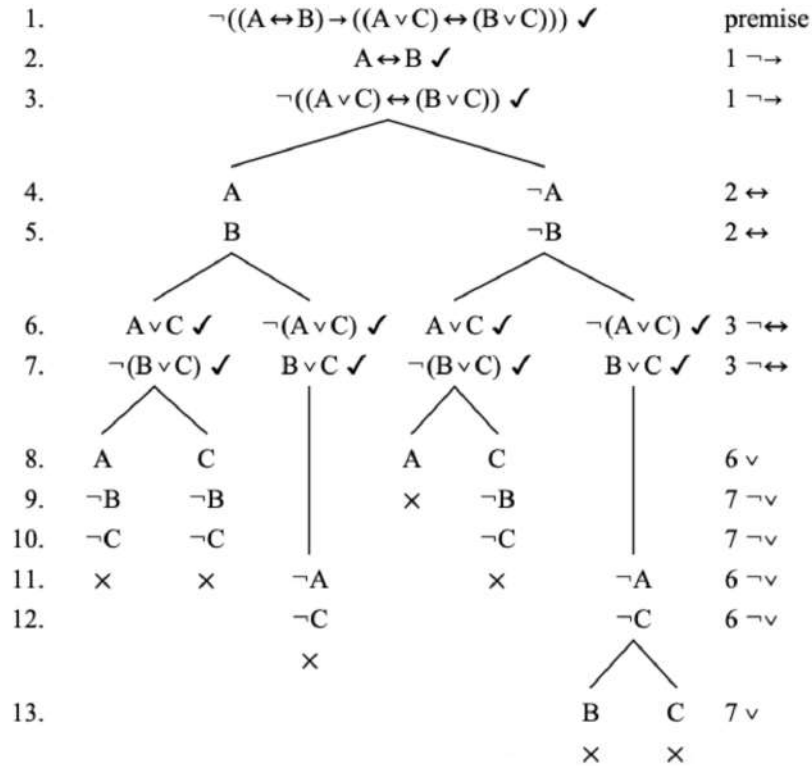 1. ¬((A ↔ B) → ((A ∨ C) ↔ (B ∨ C))) ✓ premise
2. A ↔ B ✓ 1 ¬→
3. ¬((A ∨ C) ↔ (B ∨ C)) ✓ 1 ¬→
4. A ¬A 2 ↔
5. B ¬B 2 ↔
6. A ∨ C ✓ ¬(A ∨ C) ✓ A ∨ C ✓ ¬(A ∨ C) ✓ 3 ¬↔
7. ¬(B ∨ C) ✓ B ∨ C ✓ ¬(B ∨ C) ✓ B ∨ C ✓ 3 ¬↔
8. A C A C 6 ∨
9. ¬B ¬B × ¬B 7 ¬∨
10. ¬C ¬C ¬C 7 ¬∨
11. × × ¬A × ¬A 6 ¬∨
12. ¬C ¬C 6 ¬∨
×
13. B C 7 ∨
× ×